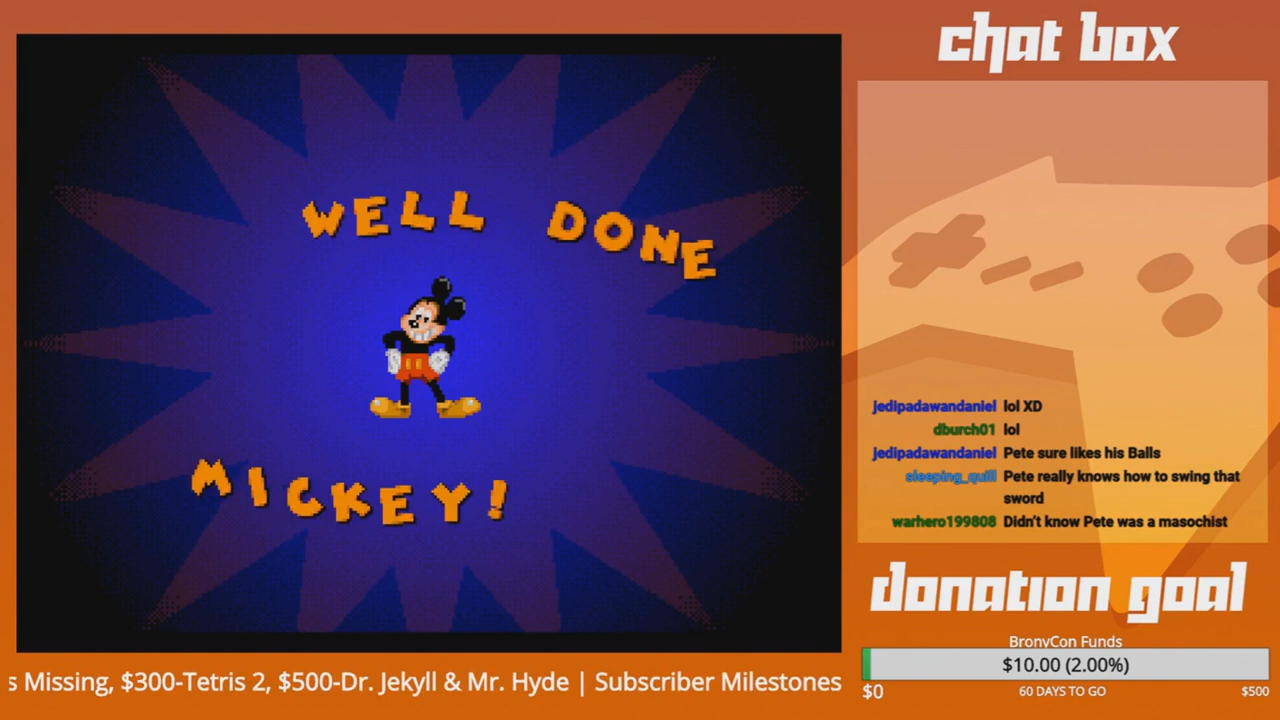 chat box
WELL DONE
MICKEY!
jedipadawandaniel lol XD
dburch01 lol
jedipadawandaniel Pete sure likes his Balls
sleeping_quill Pete really knows how to swing that
sword
warhero199808 Didn't know Pete was a masochist
donation goal
BronyCon Funds
$10.00 (2.00%)
$0 60 DAYS TO GO $500
s Missing, $300-Tetris 2, $500-Dr. Jekyll & Mr. Hyde | Subscriber Milestones